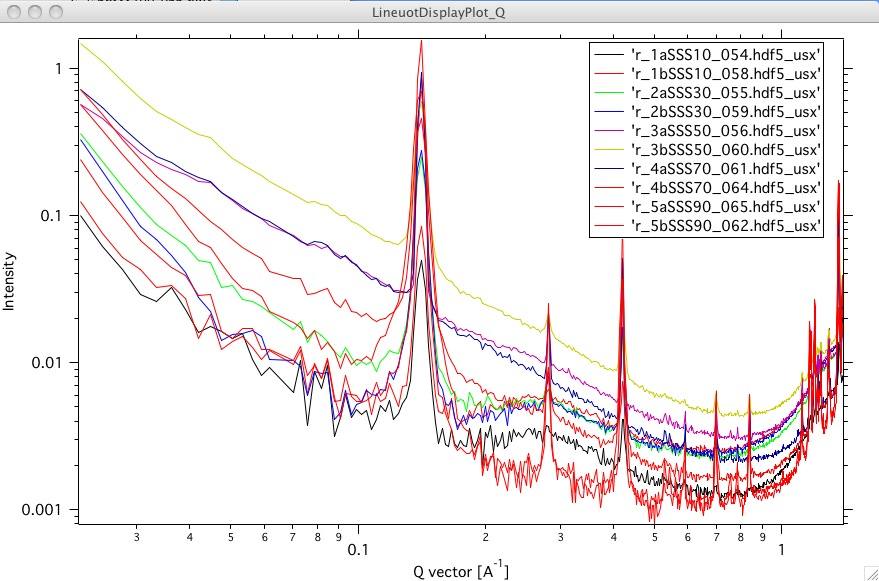 LineuotDisplayPlot_Q
'r_1aSSS10_054.hdf5_usx'
'r_1bSSS10_058.hdf5_usx'
'r_2aSSS30_055.hdf5_usx'
'r_2bSSS30_059.hdf5_usx'
'r_3aSSS50_056.hdf5_usx'
'r_3bSSS50_060.hdf5_usx'
'r_4aSSS70_061.hdf5_usx'
'r_4bSSS70_064.hdf5_usx'
'r_5aSSS90_065.hdf5_usx'
'r_5bSSS90_062.hdf5_usx'
1
0.1
0.01
0.001
Intensity
3 4 5 6 7 8 9 2 3 4 5 6 7 8 9
0.1 1
Q vector [A⁻¹]